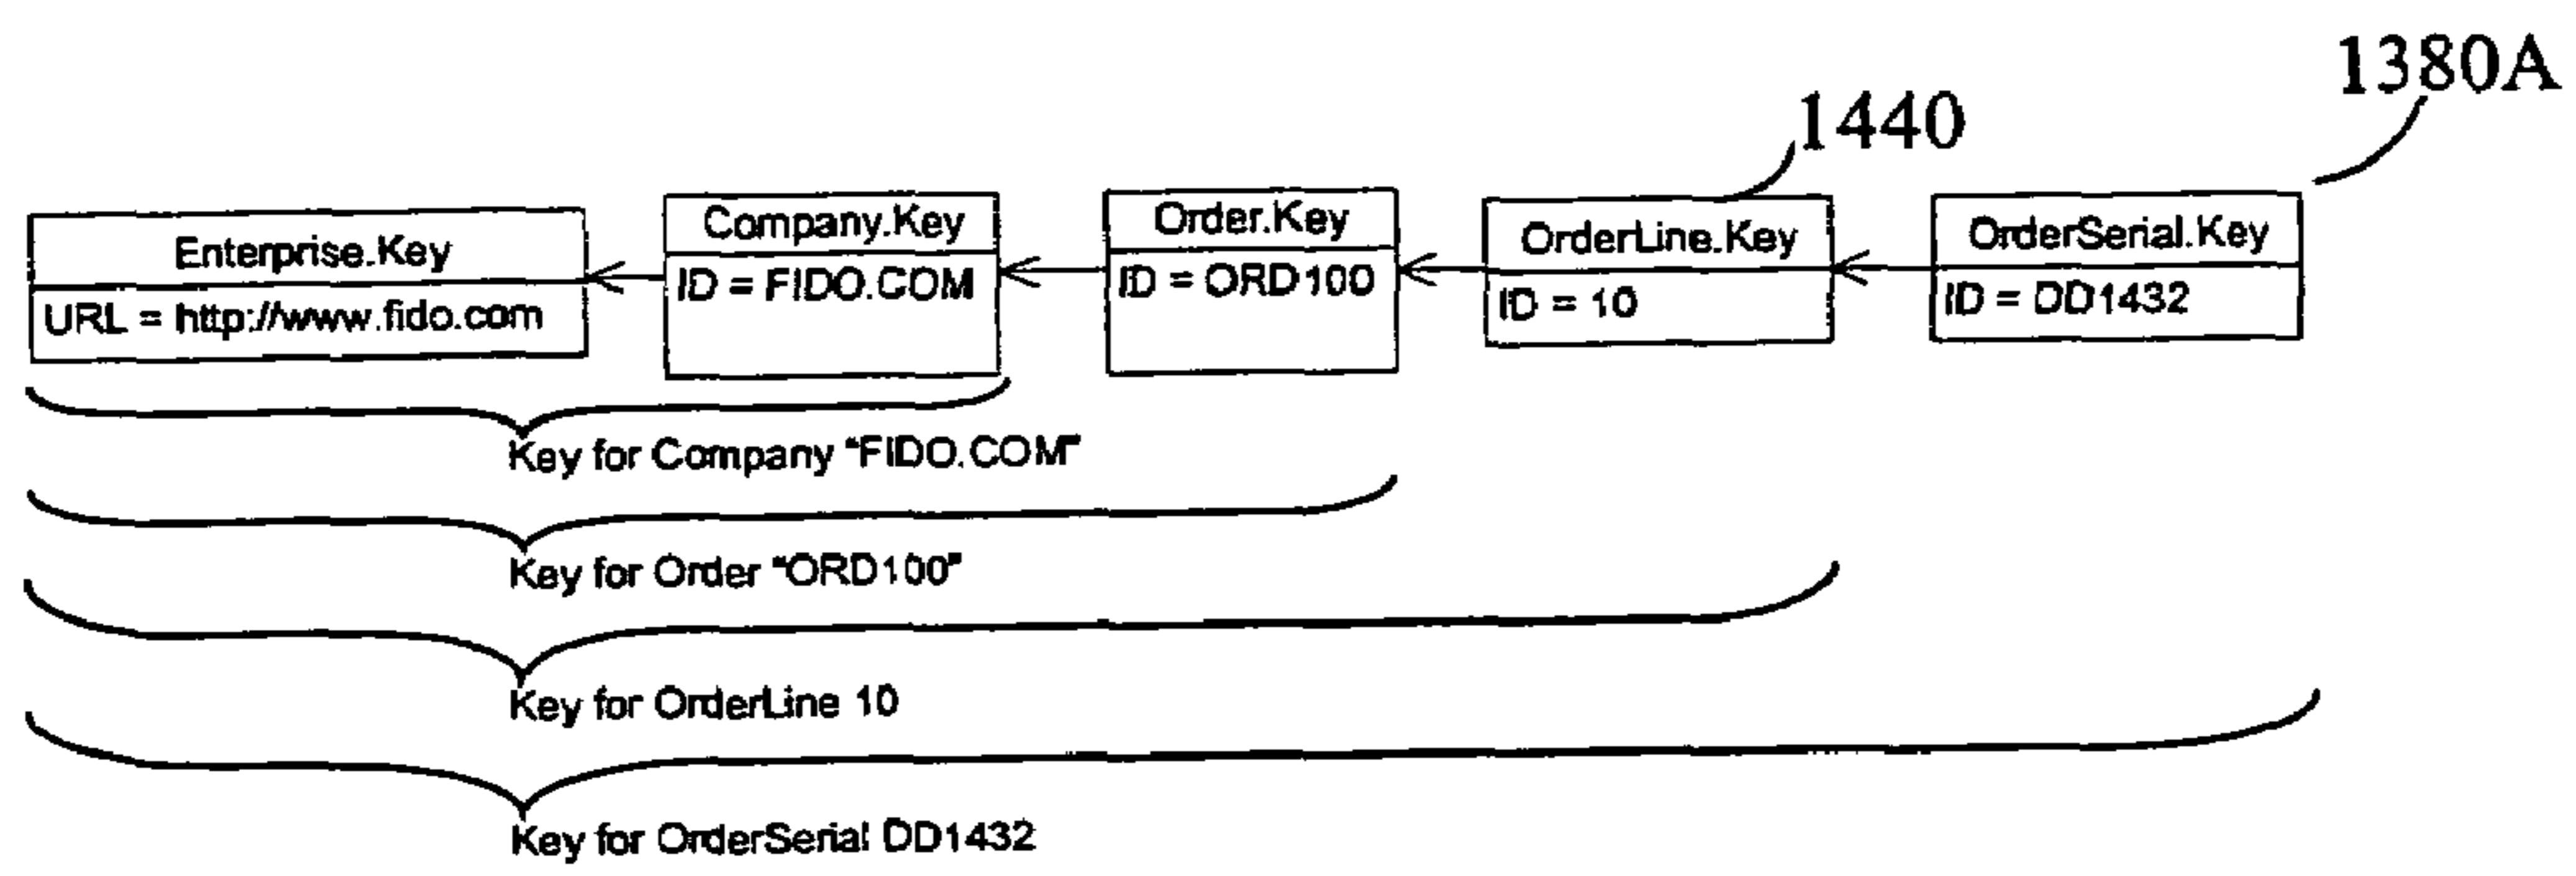 1380A
1440
Enterprise.Key
URL = http://www.fido.com
Company.Key
ID = FIDO.COM
Order.Key
ID = ORD100
OrderLine.Key
ID = 10
OrderSerial.Key
ID = DD1432
Key for Company "FIDO.COM"
Key for Order "ORD100"
Key for OrderLine 10
Key for OrderSerial DD1432